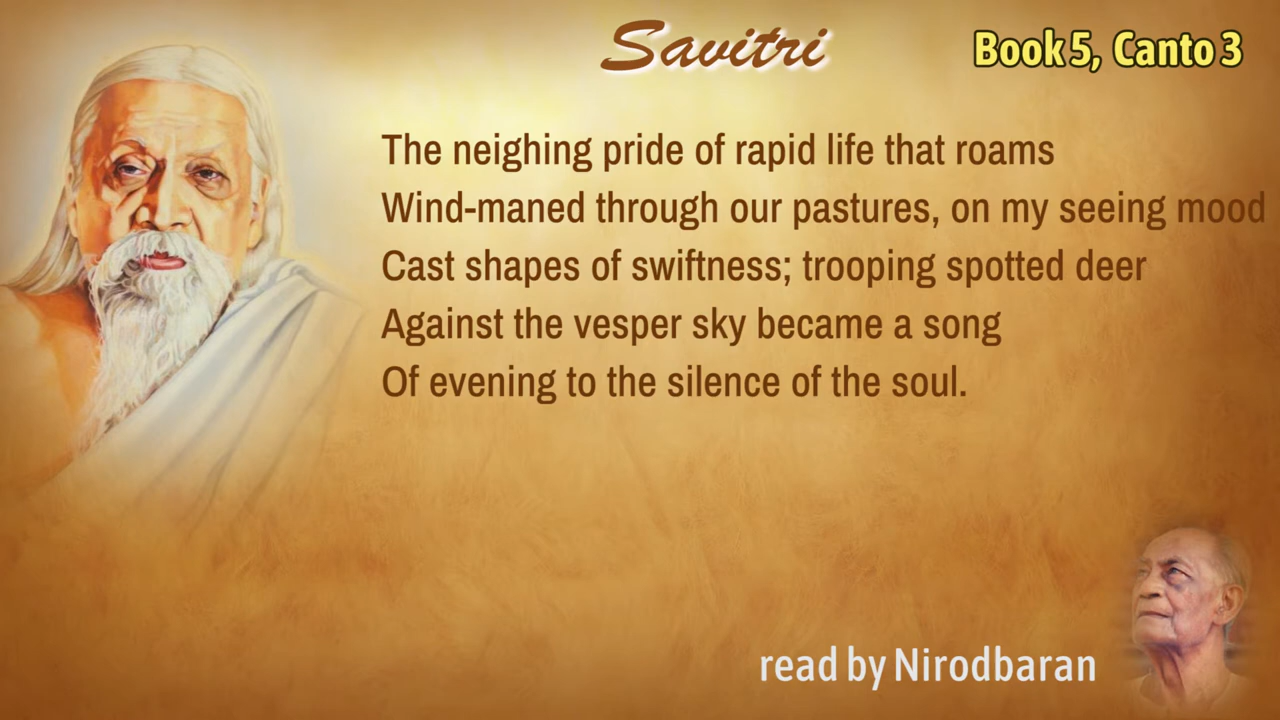 Savitri
Book 5, Canto 3
The neighing pride of rapid life that roams
Wind-maned through our pastures, on my seeing mood
Cast shapes of swiftness; trooping spotted deer
Against the vesper sky became a song
Of evening to the silence of the soul.
read by Nirodbaran